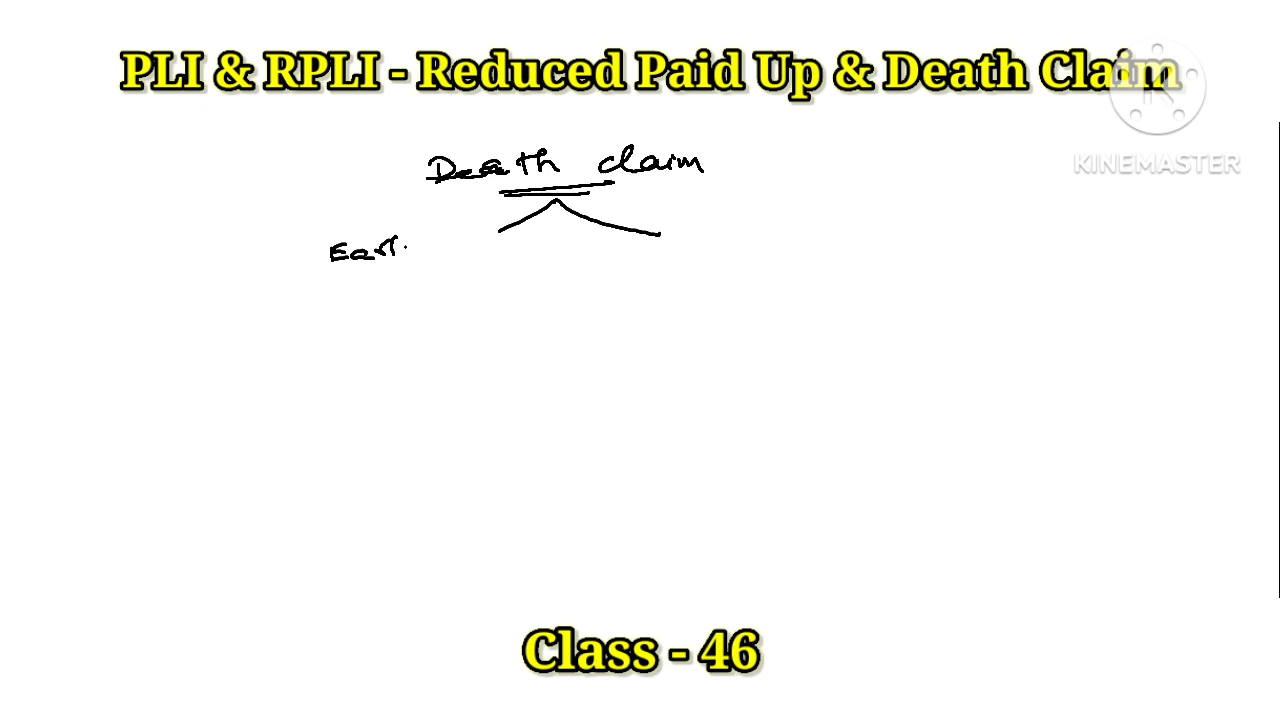 PLI & RPLI - Reduced Paid Up & Death Claim
KINEMASTER
Death claim
Class - 46